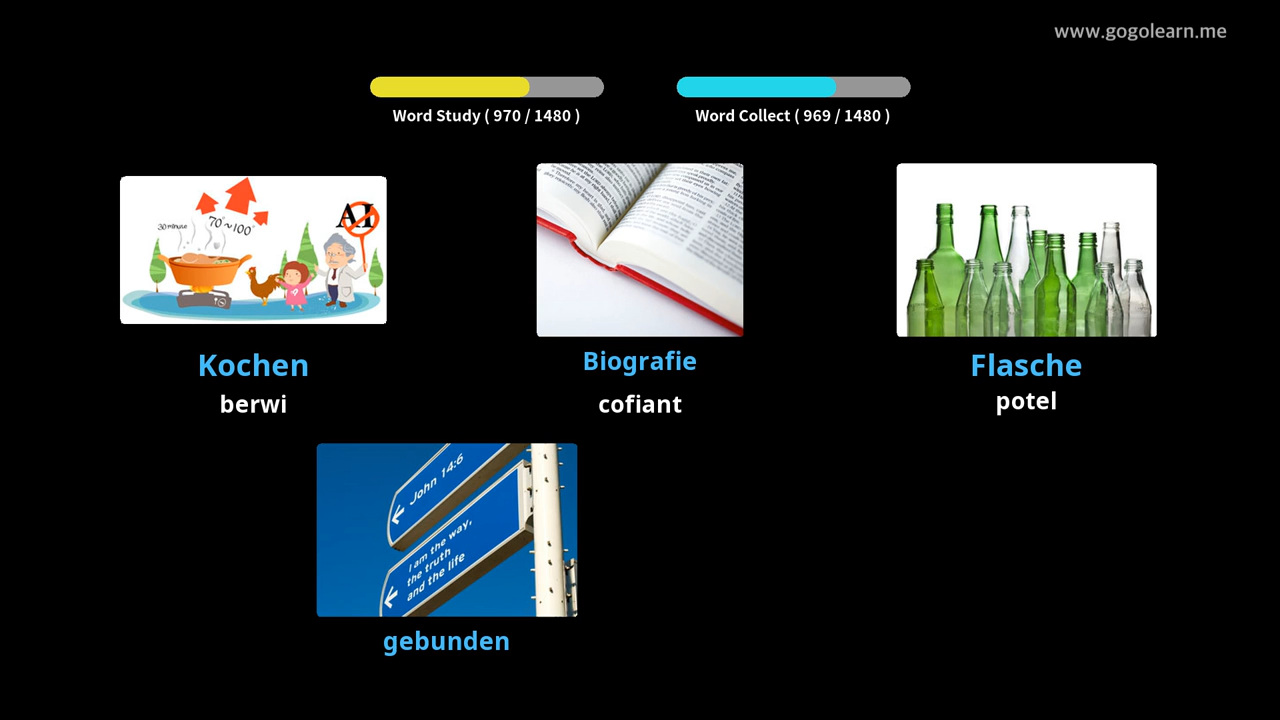 www.gogolearn.me
Word Study ( 970 / 1480 )
Word Collect ( 969 / 1480 )
30 minute
70°~100°
AI
Kochen
berwi
Biografie
cofiant
Flasche
potel
John 14:6
I am the way,
the truth
and the life
gebunden